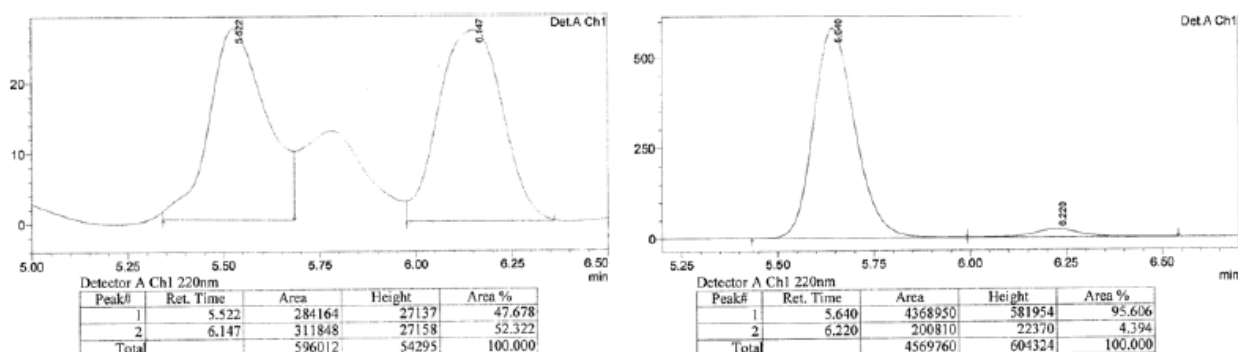 Det.A Ch1
5.522
6.147
20
10
0
5.00 5.25 5.50 5.75 6.00 6.25 6.50
min
Detector A Ch1 220nm
Peak# Ret. Time Area Height Area %
1 5.522 284164 27137 47.678
2 6.147 311848 27158 52.322
Total 596012 54295 100.000
Det.A Ch1
5.640
6.220
500
250
0
5.25 5.50 5.75 6.00 6.25 6.50
min
Detector A Ch1 220nm
Peak# Ret. Time Area Height Area %
1 5.640 4368950 581954 95.606
2 6.220 200810 22370 4.394
Total 4569760 604324 100.000